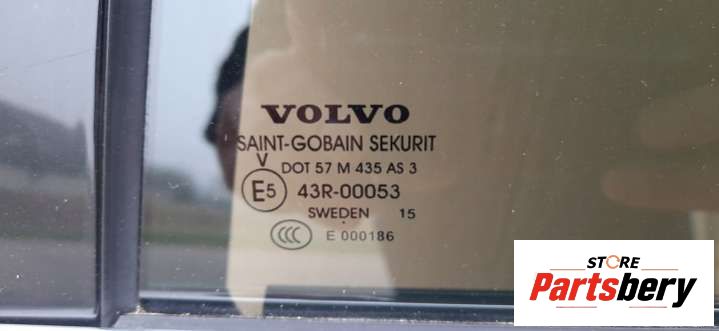 VOLVO
SAINT-GOBAIN SEKURIT
V
DOT 57 M 435 AS 3
E5 43R-00053
SWEDEN 15
CCC E 000186
STORE
Partsbery